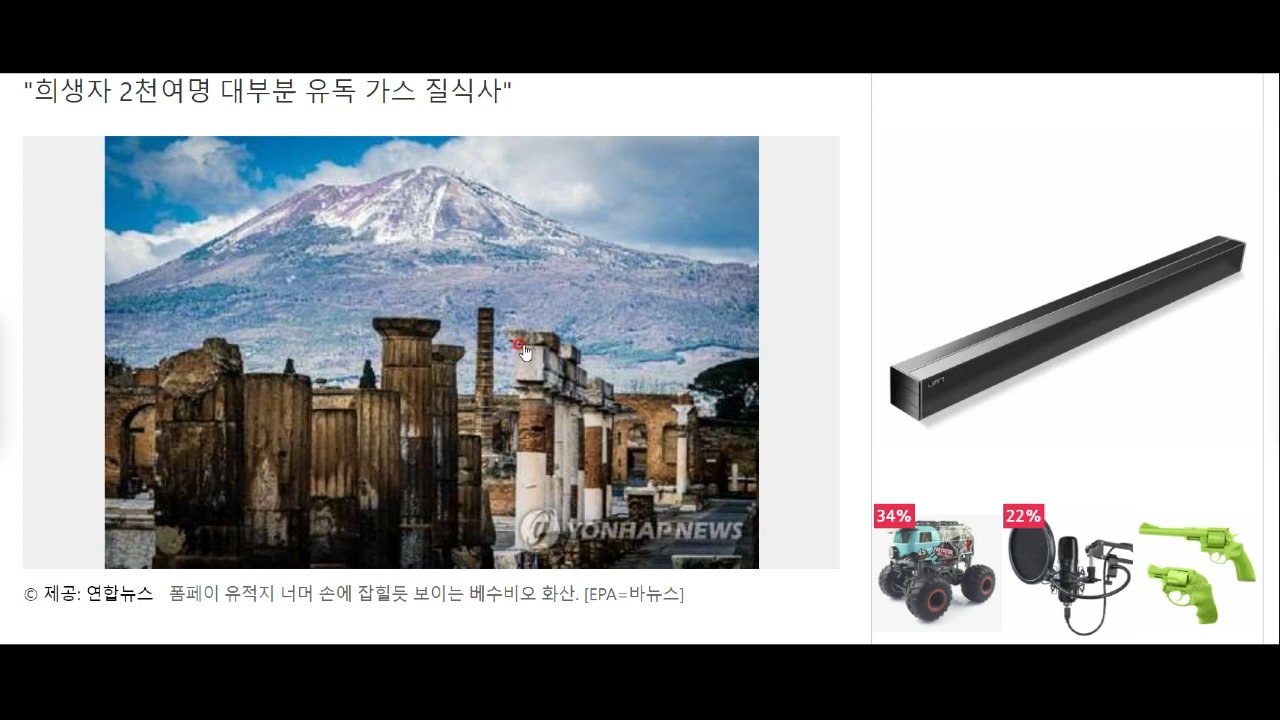 "희생자 2천여명 대부분 유독 가스 질식사"
YONHAP NEWS
© 제공: 연합뉴스 폼페이 유적지 너머 손에 잡힐듯 보이는 베수비오 화산. [EPA=바뉴스]
34%
22%